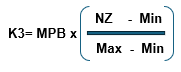 NZ - Min
K3= MPB x
Max - Min